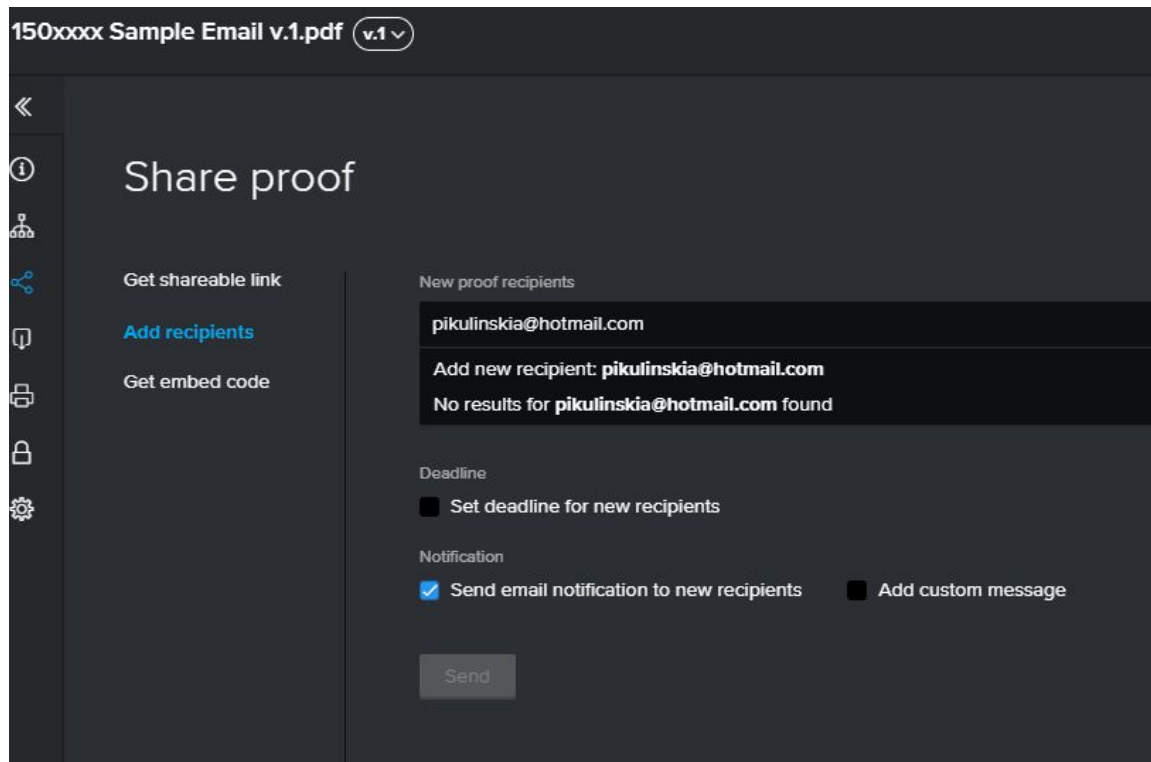 150xxxx Sample Email v.1.pdf v.1
Share proof
Get shareable link
Add recipients
Get embed code
New proof recipients
pikulinskia@hotmail.com
Add new recipient: pikulinskia@hotmail.com
No results for pikulinskia@hotmail.com found
Deadline
Set deadline for new recipients
Notification
Send email notification to new recipients Add custom message
Send